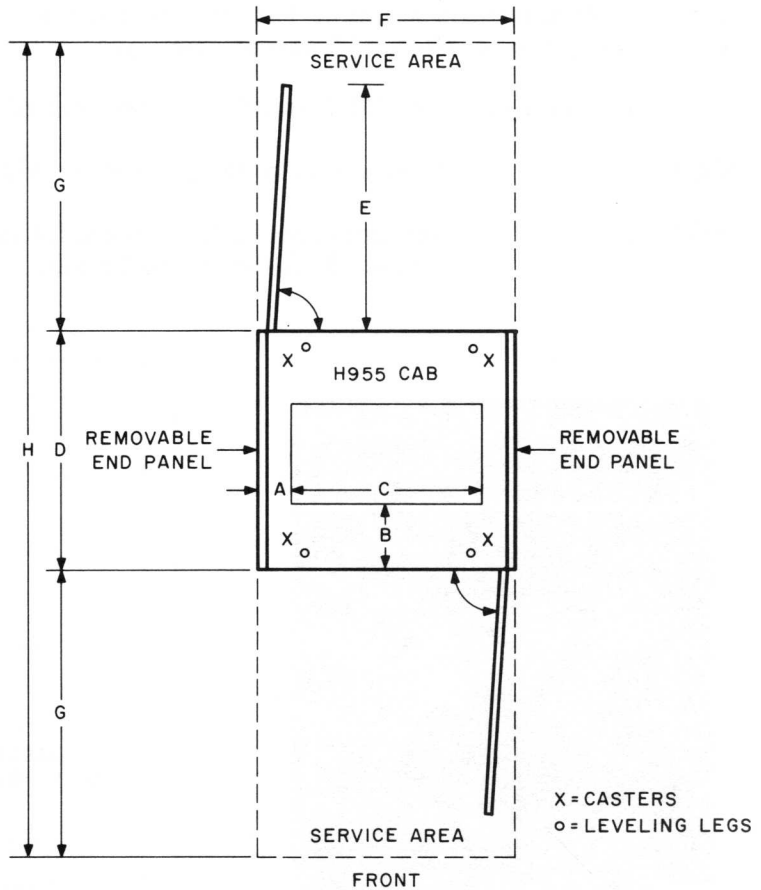 F
SERVICE AREA
G
E
X
X
H955 CAB
H
D
REMOVABLE
END PANEL
REMOVABLE
END PANEL
A
C
B
X
X
G
X = CASTERS
o = LEVELING LEGS
SERVICE AREA
FRONT